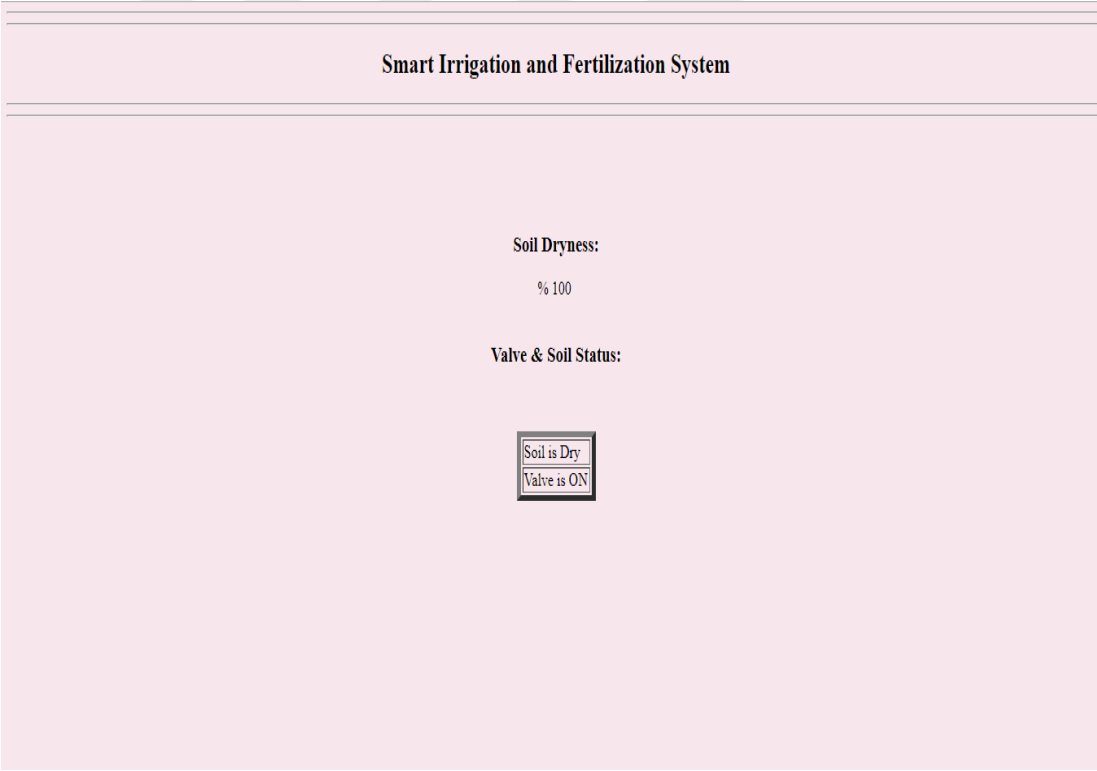 Smart Irrigation and Fertilization System
Soil Dryness:
% 100
Valve & Soil Status:
Soil is Dry
Valve is ON